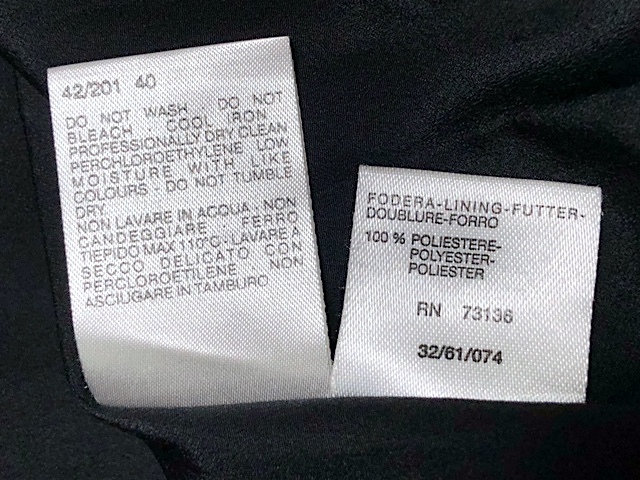 42/201 40
DO NOT WASH . DO NOT
BLEACH . COOL IRON .
PROFESSIONALLY DRY CLEAN
PERCHLOROETHYLENE LOW
MOISTURE WITH LIKE
COLOURS - DO NOT TUMBLE
DRY.
NON LAVARE IN ACQUA . NON
CANDEGGIARE FERRO
TIEPIDO MAX 110°C - LAVARE A
SECCO DELICATO CON
PERCLOROETILENE NON
ASCIUGARE IN TAMBURO
FODERA-LINING-FUTTER-
DOUBLURE-FORRO
100 % POLIESTERE-
POLYESTER-
POLIESTER
RN 73136
32/61/074